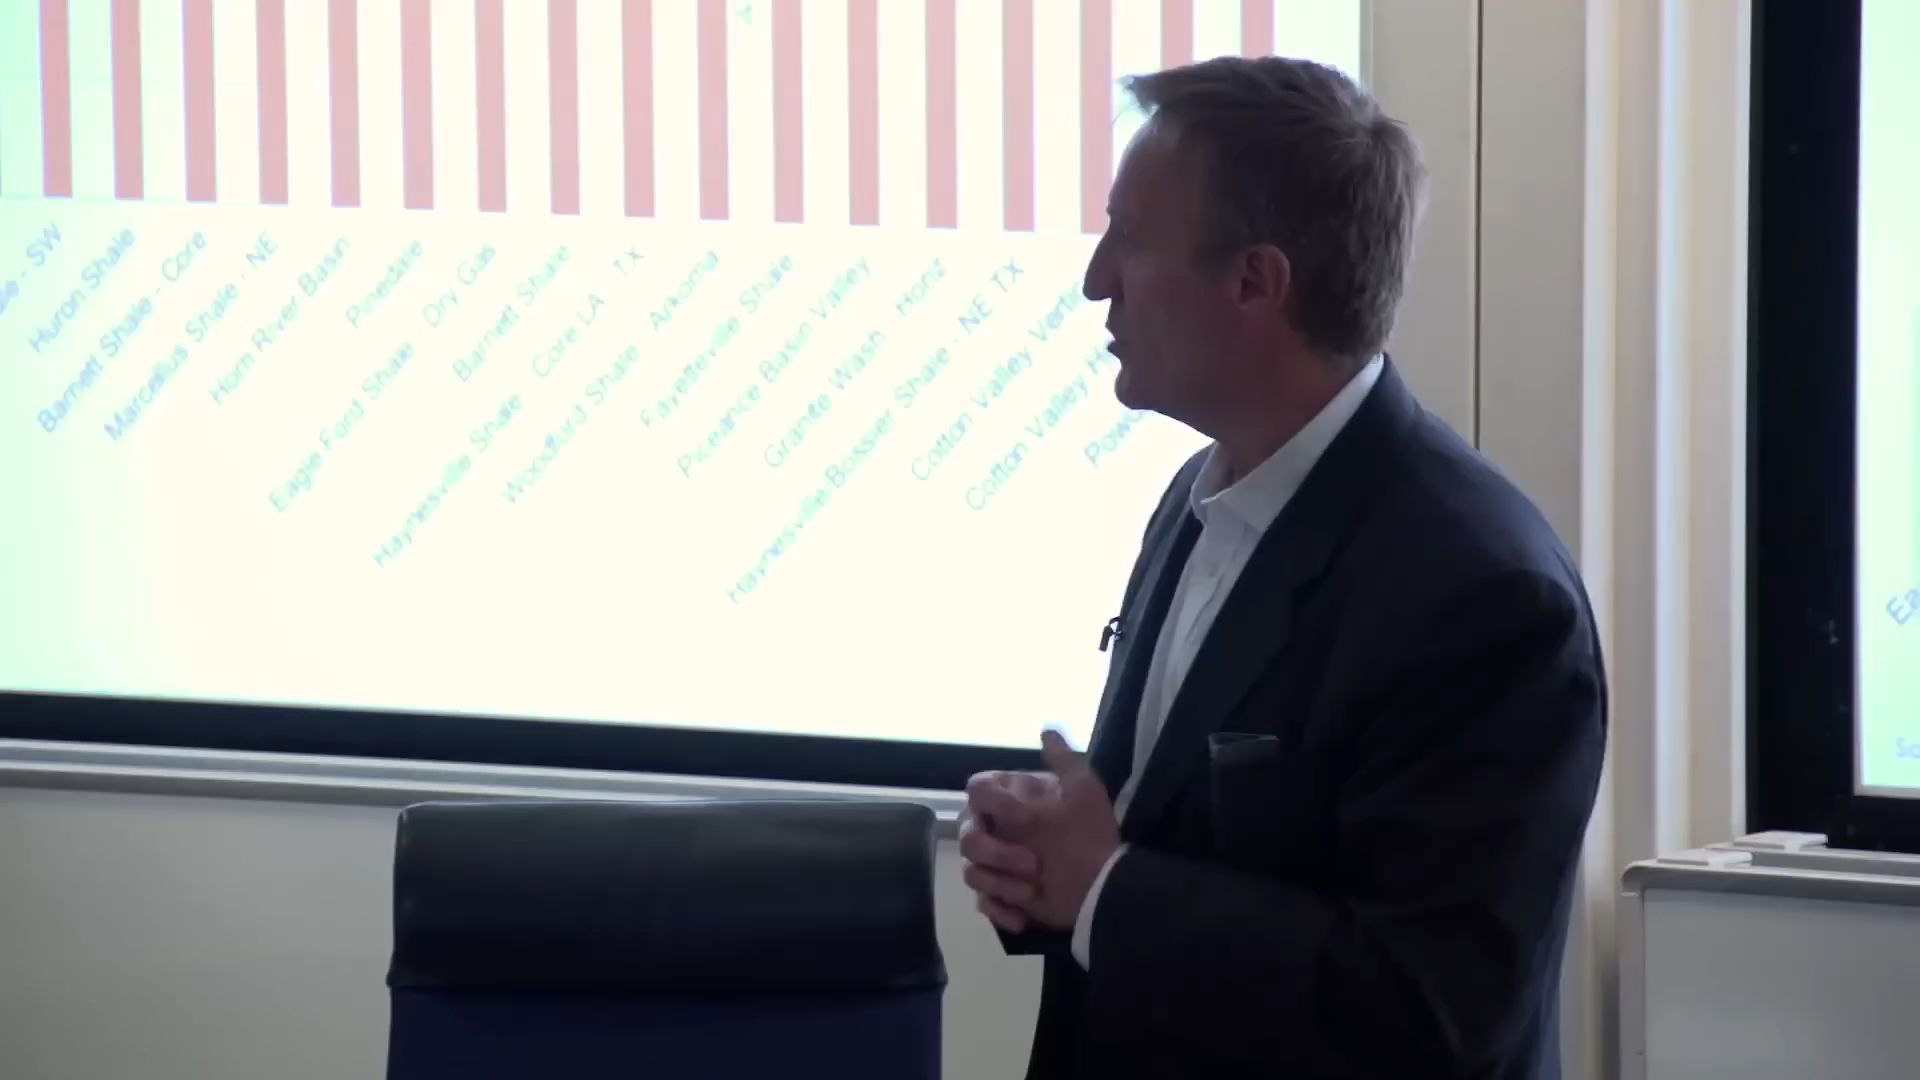 - SW
Huron Shale
Barnett Shale - Core
Marcellus Shale - NE
Horn River Basin
Pinedale
Eagle Ford Shale Dry Gas
Barnett Shale
Haynesville Shale Core LA TX
Woodford Shale Arkoma
Fayetteville Shale
Piceance Basin Valley
Granite Wash - Horiz
Haynesville/Bossier Shale - NE TX
Cotton Valley
Cotton Valley